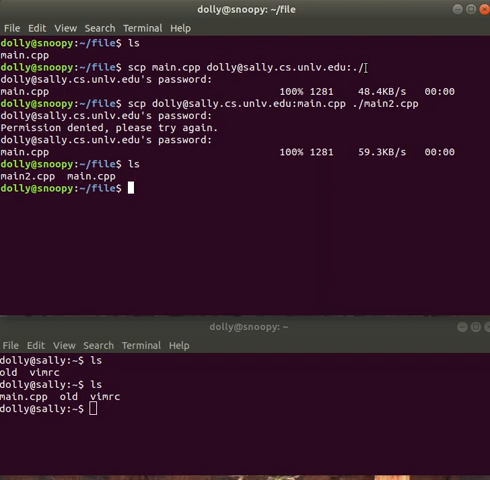 dolly@snoopy: ~/file
File Edit View Search Terminal Help
dolly@snoopy:~/file$ ls
main.cpp
dolly@snoopy:~/file$ scp main.cpp dolly@sally.cs.unlv.edu:./
dolly@sally.cs.unlv.edu's password:
main.cpp 100% 1281 48.4KB/s 00:00
dolly@snoopy:~/file$ scp dolly@sally.cs.unlv.edu:main.cpp ./main2.cpp
dolly@sally.cs.unlv.edu's password:
Permission denied, please try again.
dolly@sally.cs.unlv.edu's password:
main.cpp 100% 1281 59.3KB/s 00:00
dolly@snoopy:~/file$ ls
main2.cpp main.cpp
dolly@snoopy:~/file$
dolly@snoopy: ~
File Edit View Search Terminal Help
dolly@sally:~$ ls
old vimrc
dolly@sally:~$ ls
main.cpp old vimrc
dolly@sally:~$